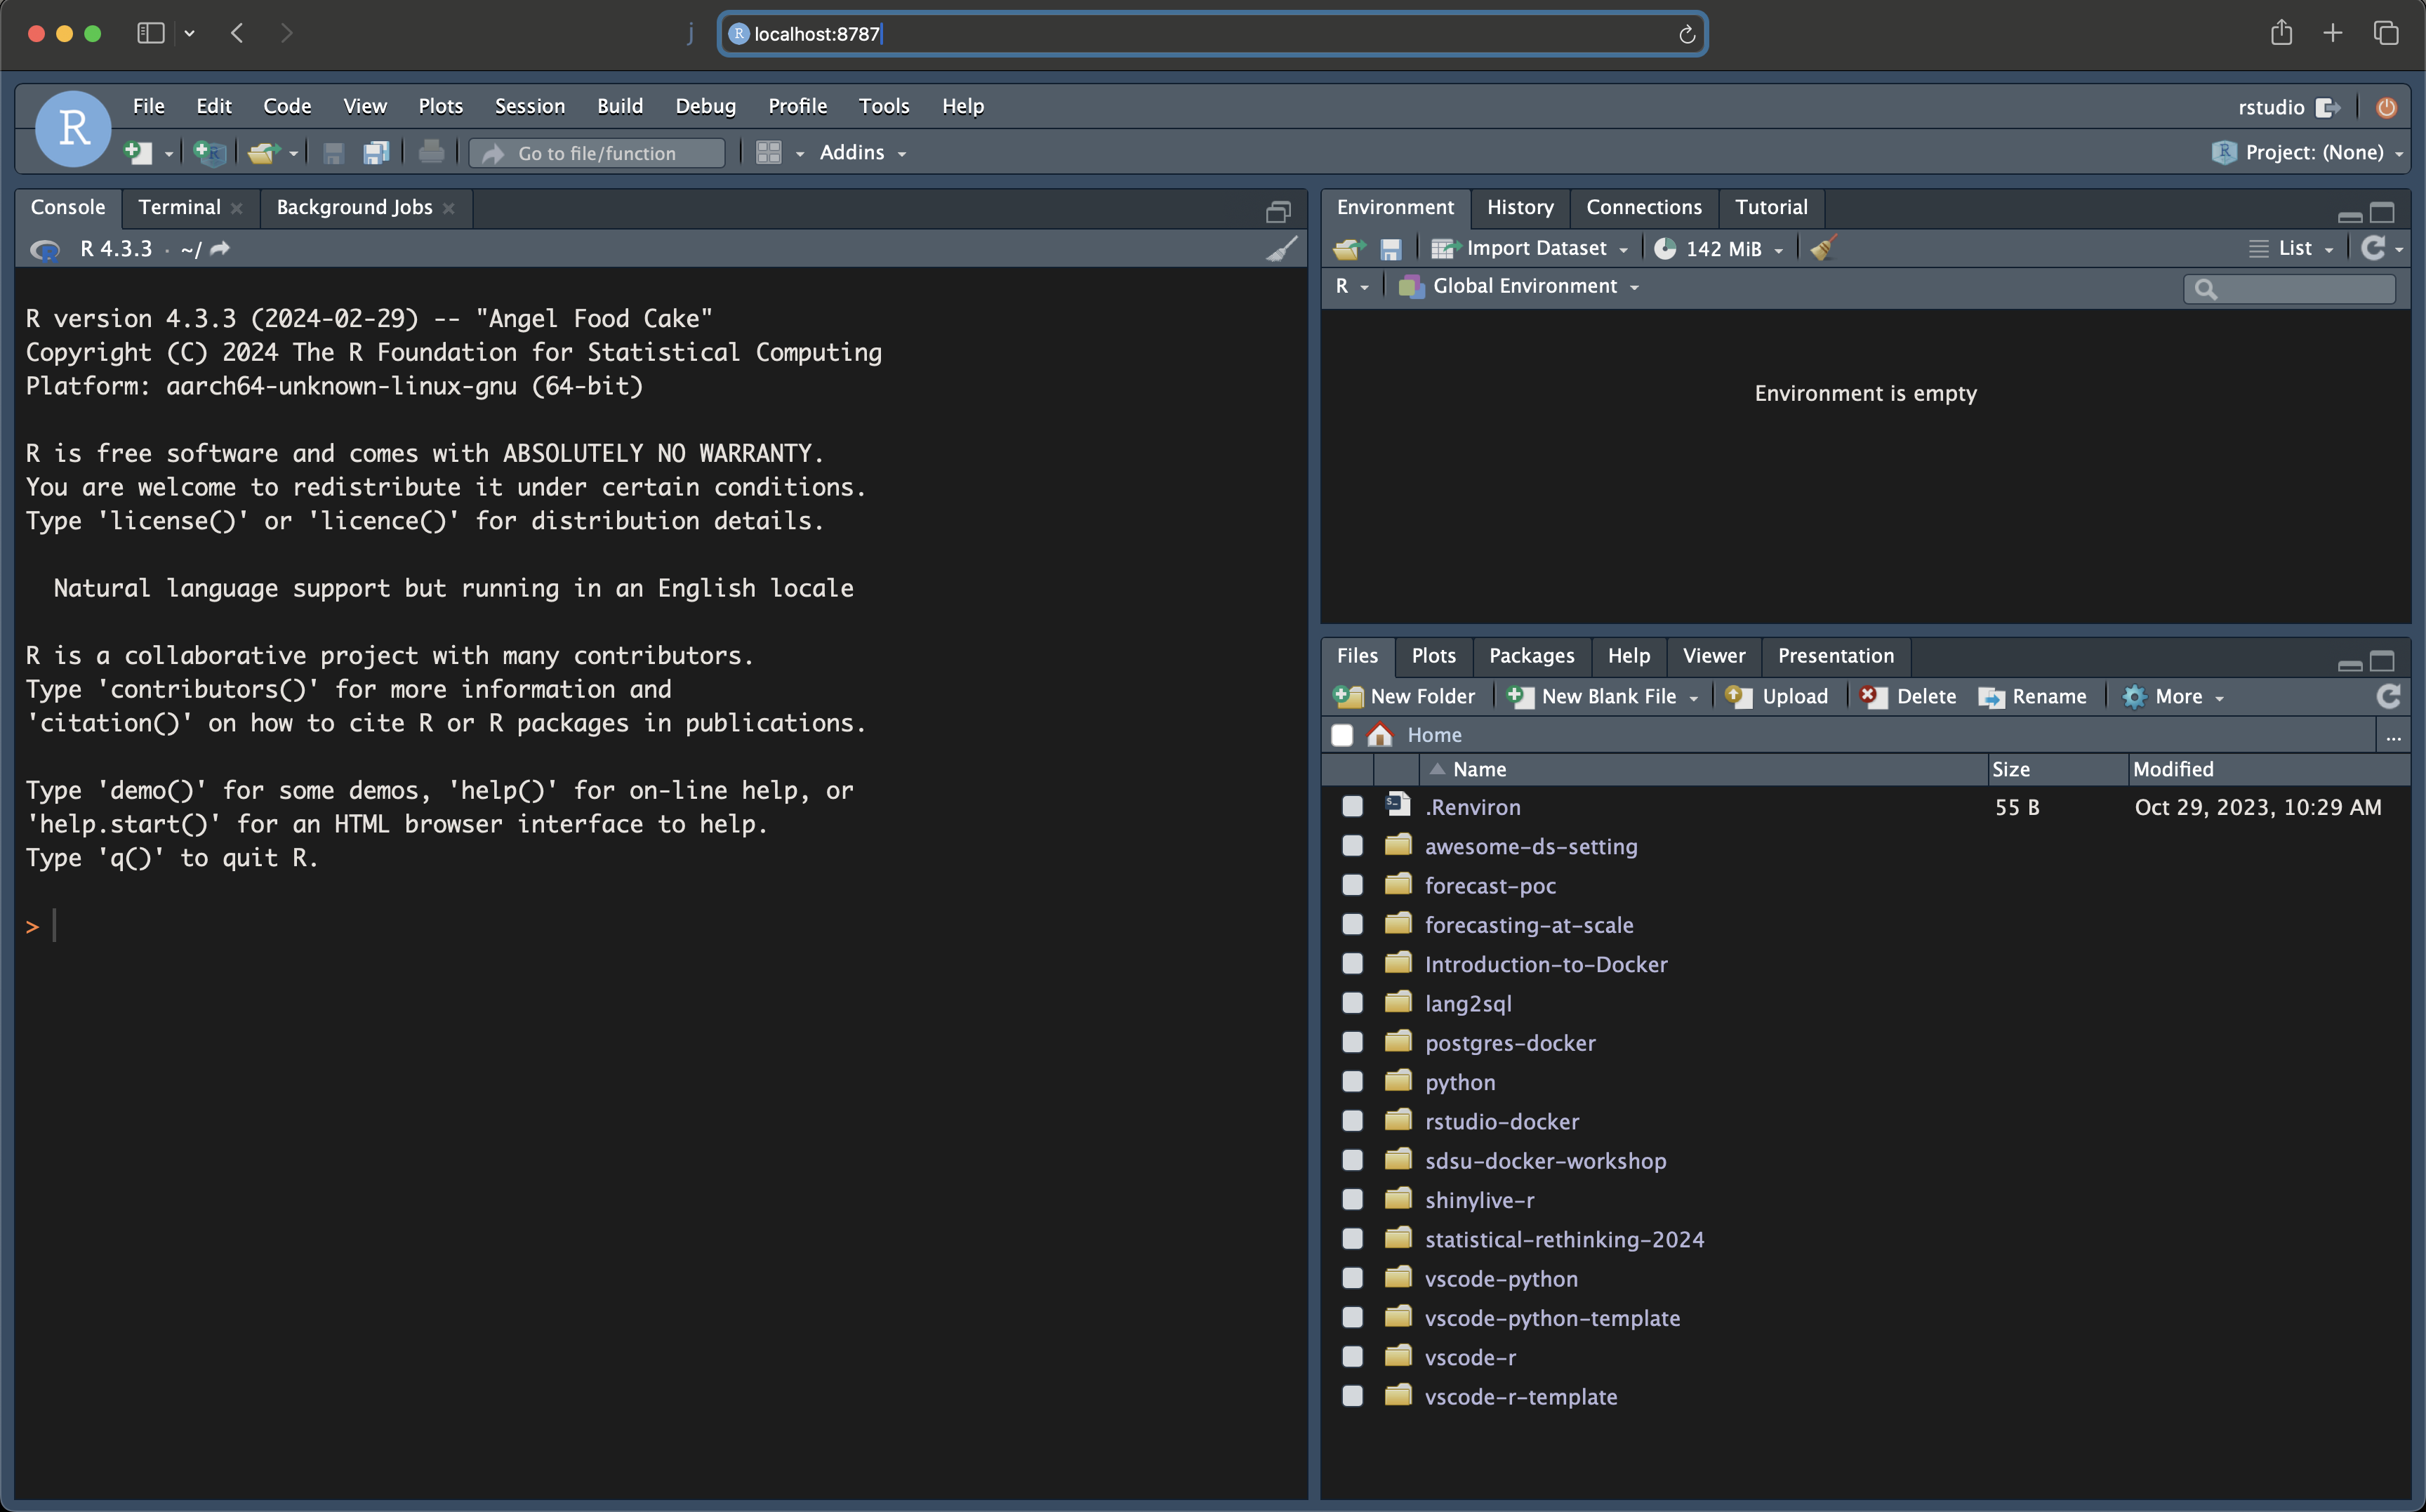 j
R localhost:8787
R
File Edit Code View Plots Session Build Debug Profile Tools Help
rstudio
Go to file/function
Addins
R Project: (None)
Console Terminal Background Jobs
R R 4.3.3 · ~/
R version 4.3.3 (2024-02-29) -- "Angel Food Cake"
Copyright (C) 2024 The R Foundation for Statistical Computing
Platform: aarch64-unknown-linux-gnu (64-bit)
R is free software and comes with ABSOLUTELY NO WARRANTY.
You are welcome to redistribute it under certain conditions.
Type 'license()' or 'licence()' for distribution details.
Natural language support but running in an English locale
R is a collaborative project with many contributors.
Type 'contributors()' for more information and
'citation()' on how to cite R or R packages in publications.
Type 'demo()' for some demos, 'help()' for on-line help, or
'help.start()' for an HTML browser interface to help.
Type 'q()' to quit R.
>
Environment History Connections Tutorial
Import Dataset 142 MiB List
R Global Environment
Environment is empty
Files Plots Packages Help Viewer Presentation
New Folder New Blank File Upload Delete Rename More
Home ...
Name Size Modified
.Renviron 55 B Oct 29, 2023, 10:29 AM
awesome-ds-setting
forecast-poc
forecasting-at-scale
Introduction-to-Docker
lang2sql
postgres-docker
python
rstudio-docker
sdsu-docker-workshop
shinylive-r
statistical-rethinking-2024
vscode-python
vscode-python-template
vscode-r
vscode-r-template